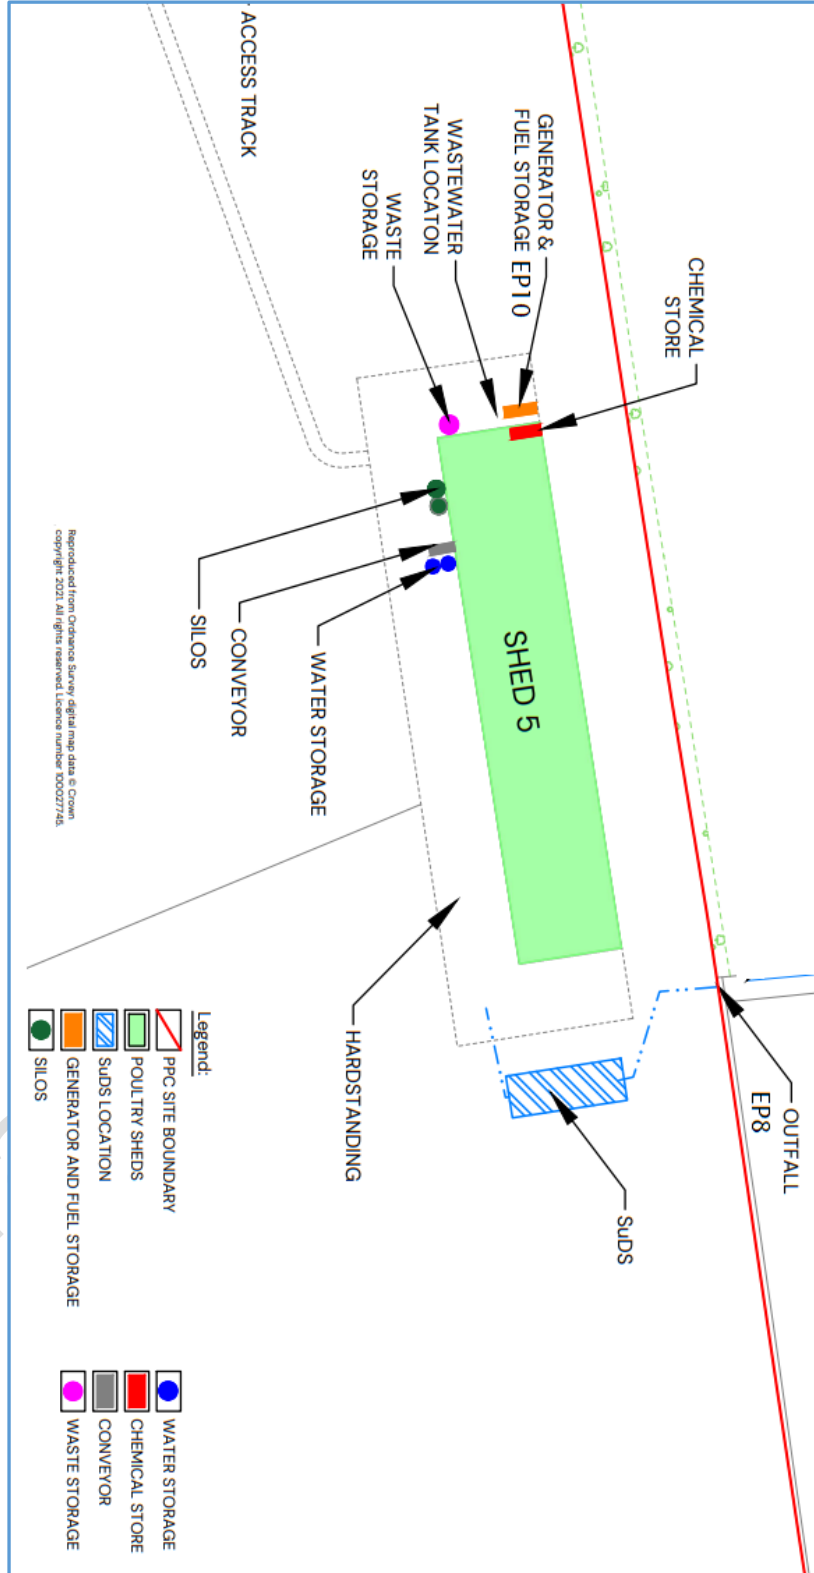 ACCESS TRACK
WASTE
STORAGE
WASTEWATER
TANK LOCATON
GENERATOR &
FUEL STORAGE EP10
CHEMICAL
STORE
SILOS
CONVEYOR
WATER STORAGE
SHED 5
HARDSTANDING
SuDS
OUTFALL
EP8
Reproduced from Ordnance Survey digital map data © Crown
copyright 2021. All rights reserved. Licence number 100027745.
Legend:
PPC SITE BOUNDARY
POULTRY SHEDS
SuDS LOCATION
GENERATOR AND FUEL STORAGE
SILOS
WATER STORAGE
CHEMICAL STORE
CONVEYOR
WASTE STORAGE